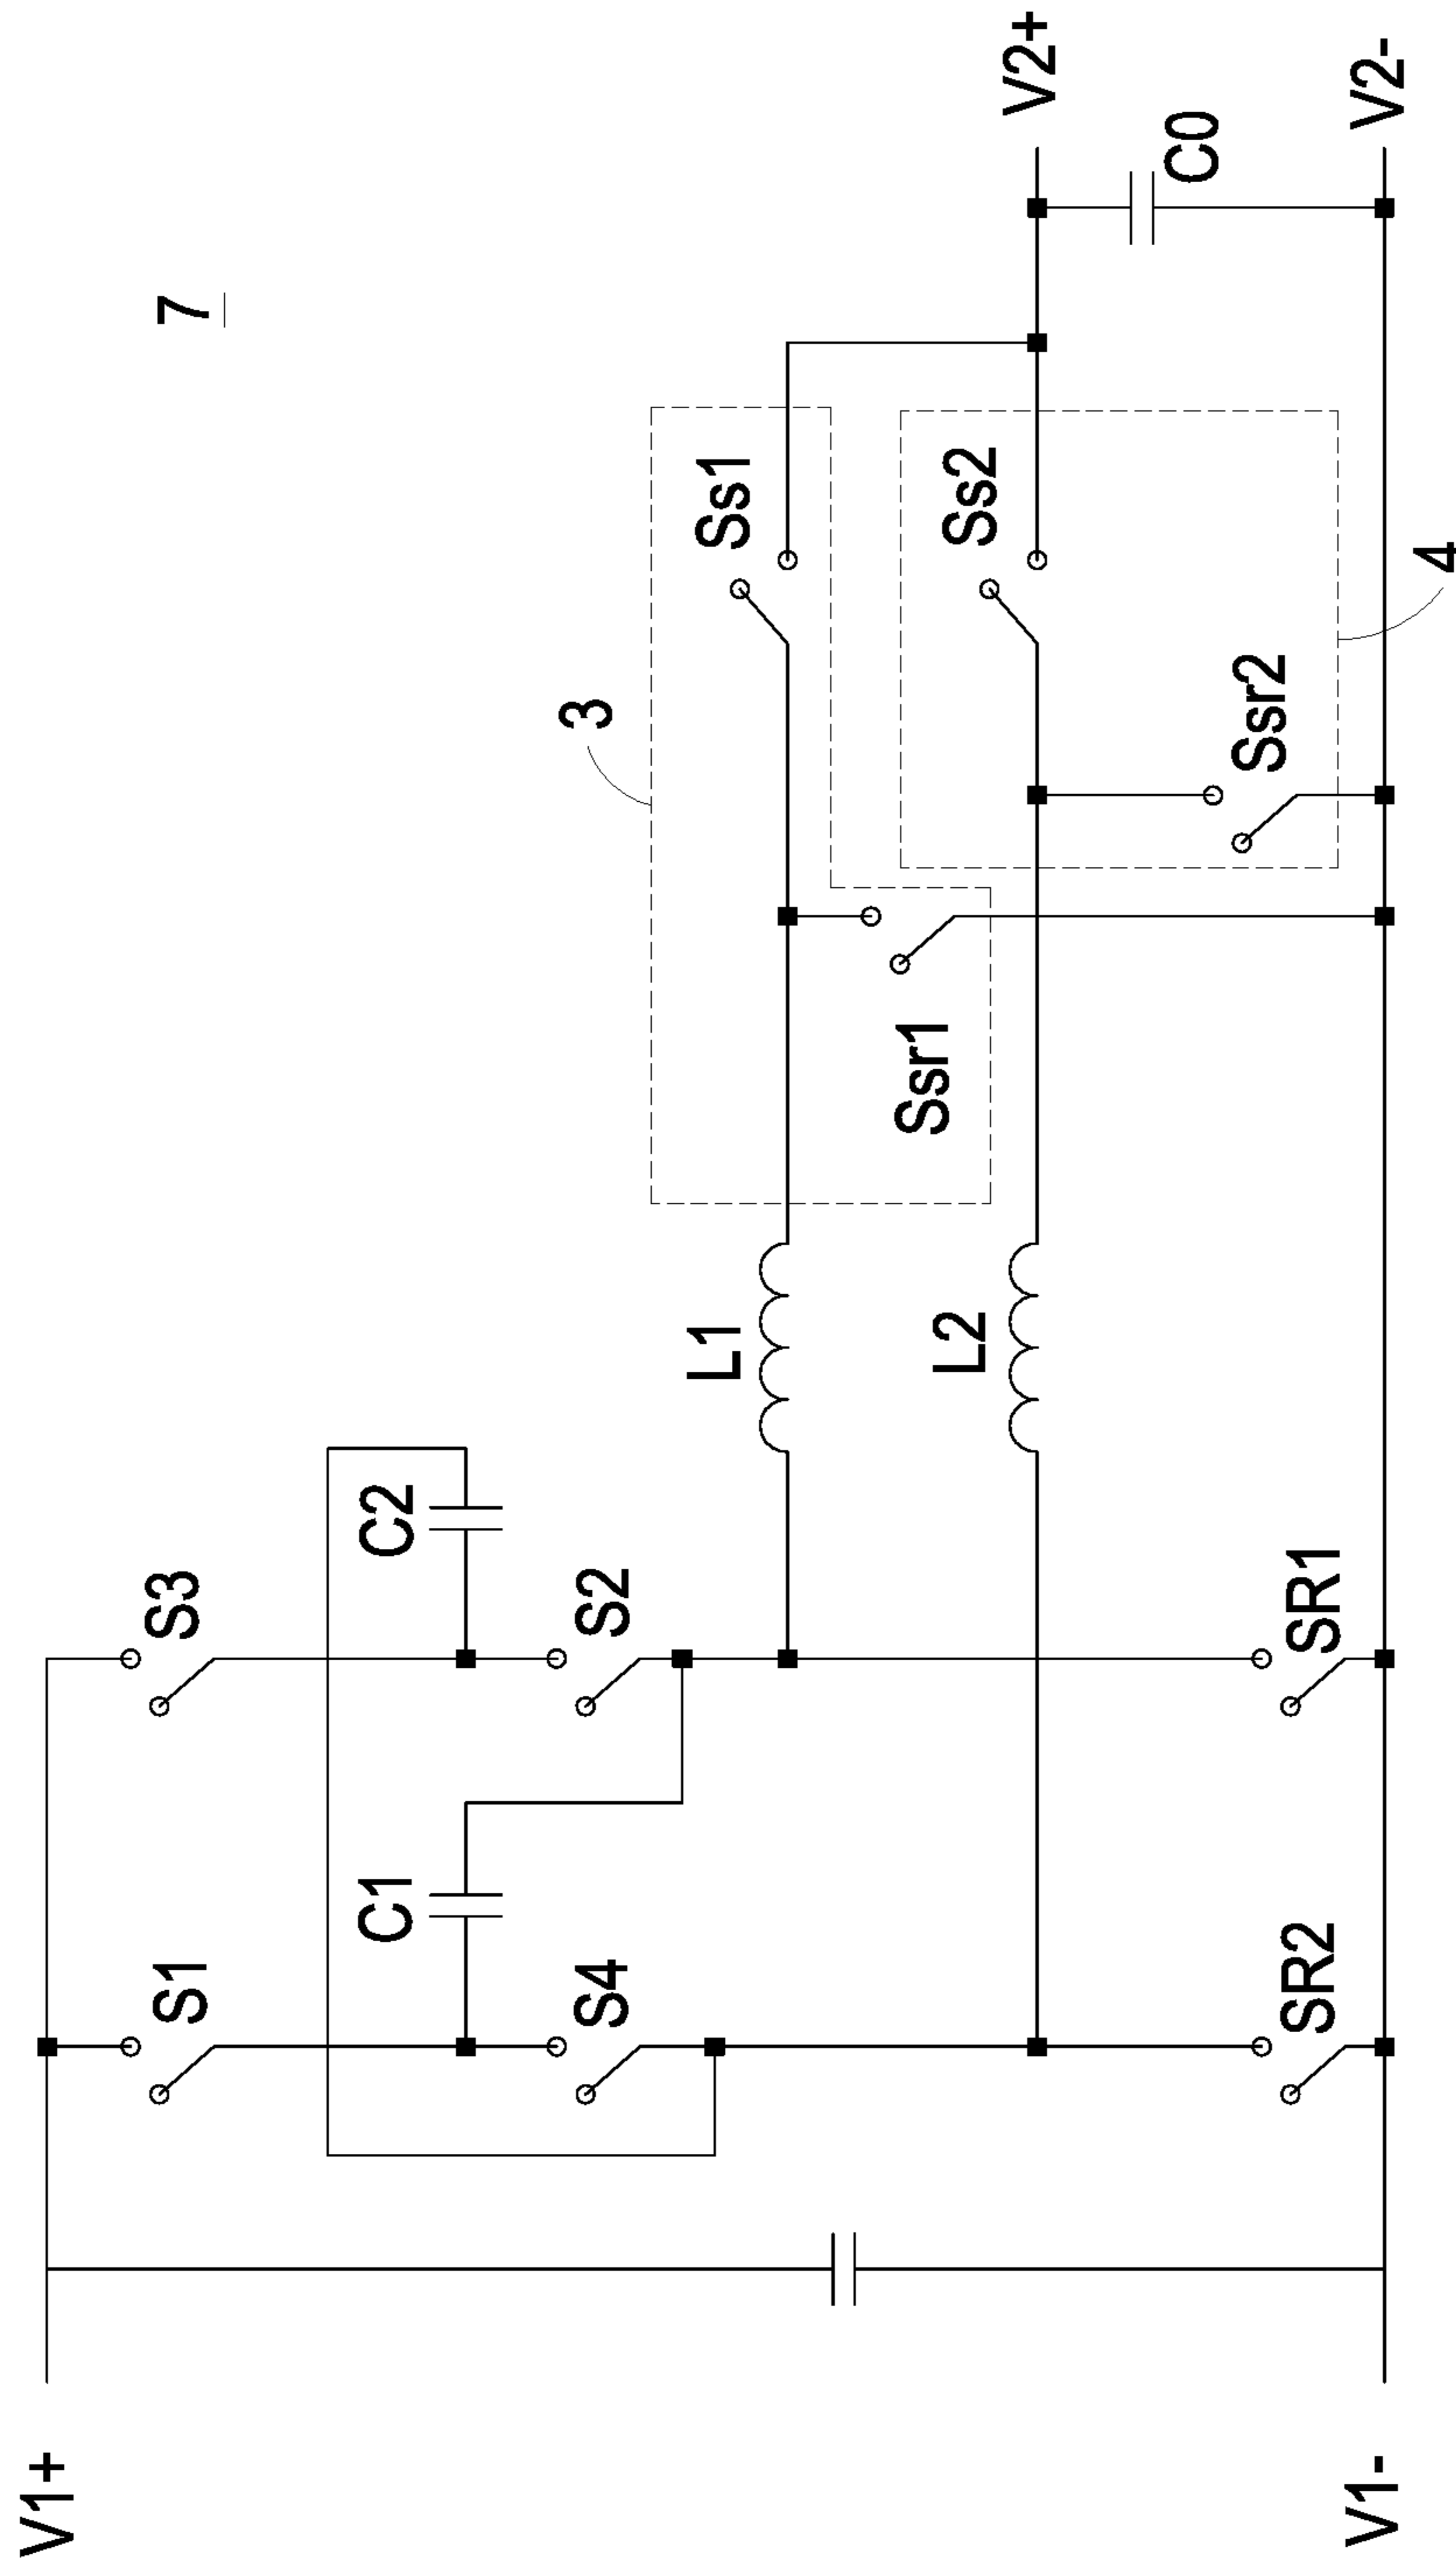 7
V1+
S1
S3
C1
C2
S4
S2
3
Ss1
L1
V2+
L2
Ssr1
Ss2
C0
Ssr2
SR2
SR1
4
V1-
V2-